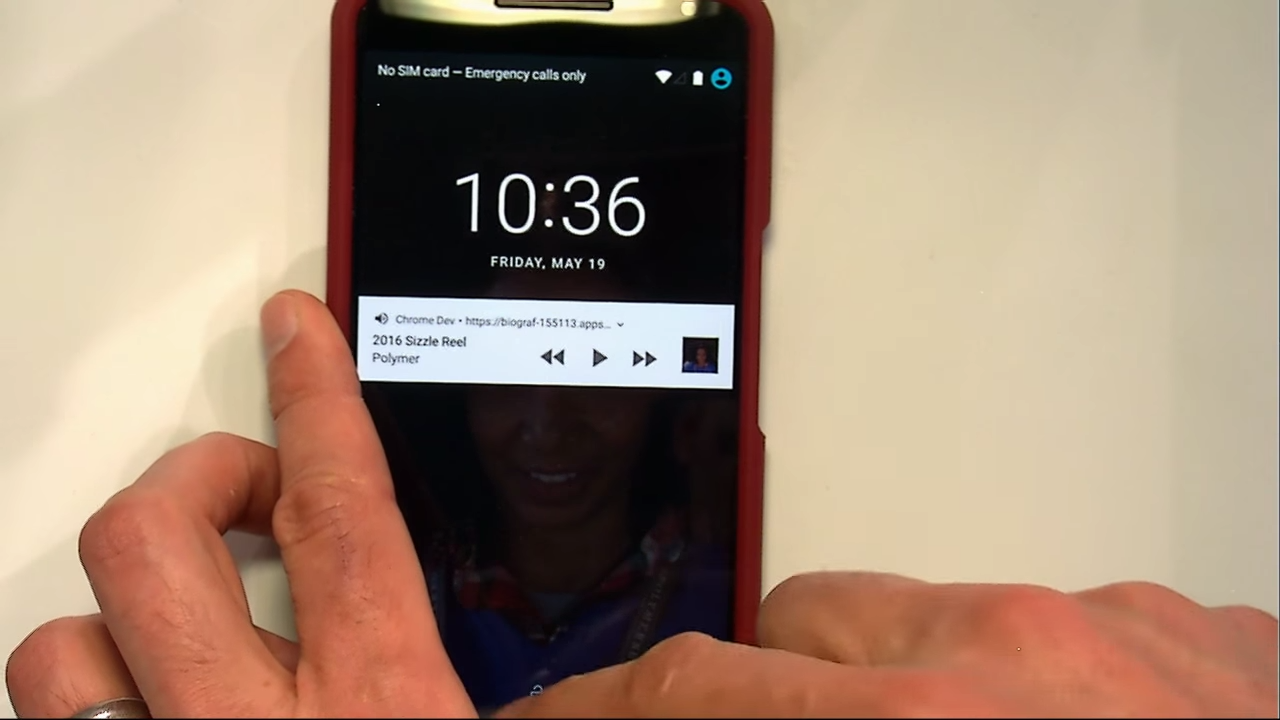 No SIM card — Emergency calls only
10:36
FRIDAY, MAY 19
Chrome Dev • https://biograf-155113.apps...
2016 Sizzle Reel
Polymer